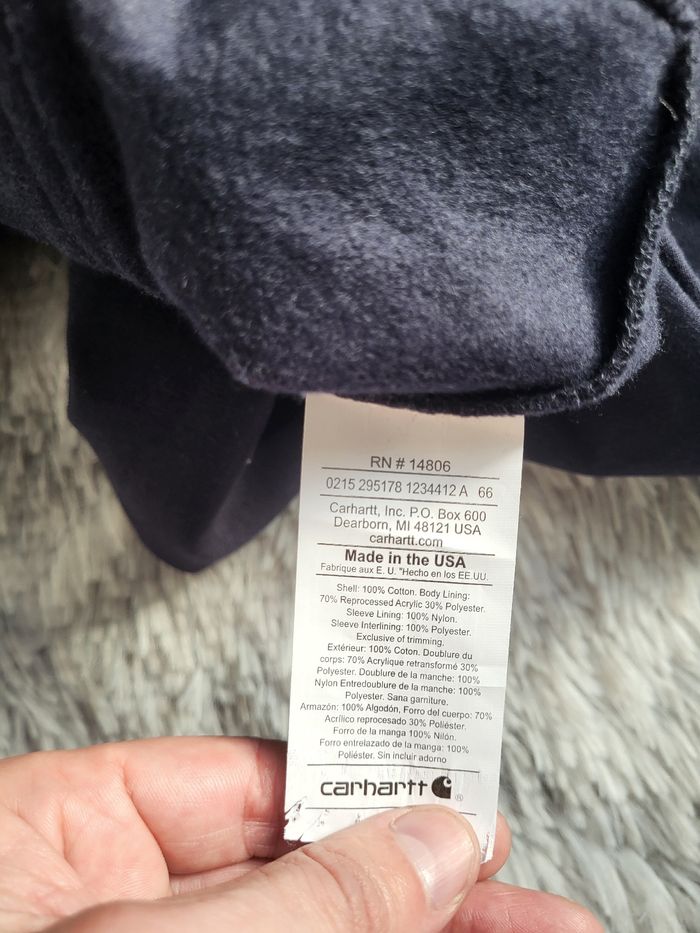 RN # 14806
0215 295178 1234412 A 66
Carhartt, Inc. P.O. Box 600
Dearborn, MI 48121 USA
carhartt.com
Made in the USA
Fabrique aux E. U. "Hecho en los EE.UU.
Shell: 100% Cotton. Body Lining:
70% Reprocessed Acrylic 30% Polyester.
Sleeve Lining: 100% Nylon.
Sleeve Interlining: 100% Polyester.
Exclusive of trimming.
Extérieur: 100% Coton. Doublure du
corps: 70% Acrylique retransformé 30%
Polyester. Doublure de la manche: 100%
Nylon Entredoublure de la manche: 100%
Polyester. Sana garniture.
Armazón: 100% Algodón, Forro del cuerpo: 70%
Acrílico reprocesado 30% Poliéster.
Forro de la manga 100% Nilón.
Forro entrelazado de la manga: 100%
Poliéster. Sin incluir adorno
carhartt ®